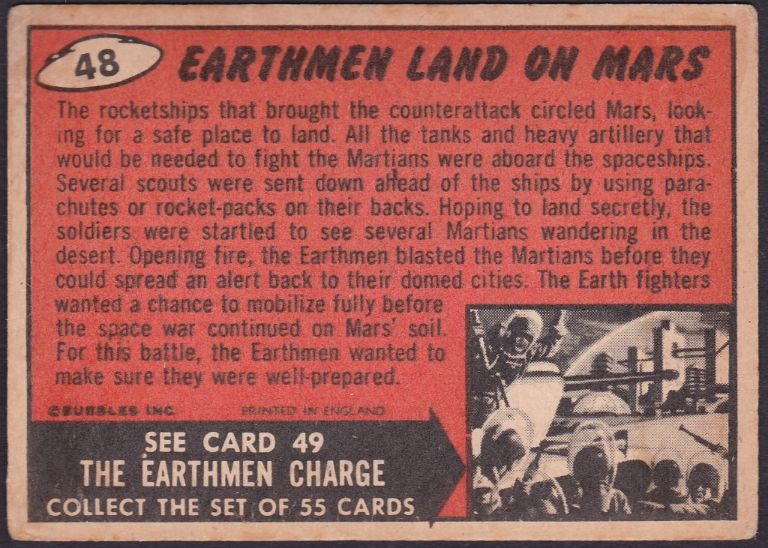 48 EARTHMEN LAND ON MARS
The rocketships that brought the counterattack circled Mars, look-
ing for a safe place to land. All the tanks and heavy artillery that
would be needed to fight the Martians were aboard the spaceships.
Several scouts were sent down ahead of the ships by using para-
chutes or rocket-packs on their backs. Hoping to land secretly, the
soldiers were startled to see several Martians wandering in the
desert. Opening fire, the Earthmen blasted the Martians before they
could spread an alert back to their domed cities. The Earth fighters
wanted a chance to mobilize fully before
the space war continued on Mars' soil.
For this battle, the Earthmen wanted to
make sure they were well-prepared.
©BUBBLES INC. PRINTED IN ENGLAND
SEE CARD 49
THE EARTHMEN CHARGE
COLLECT THE SET OF 55 CARDS